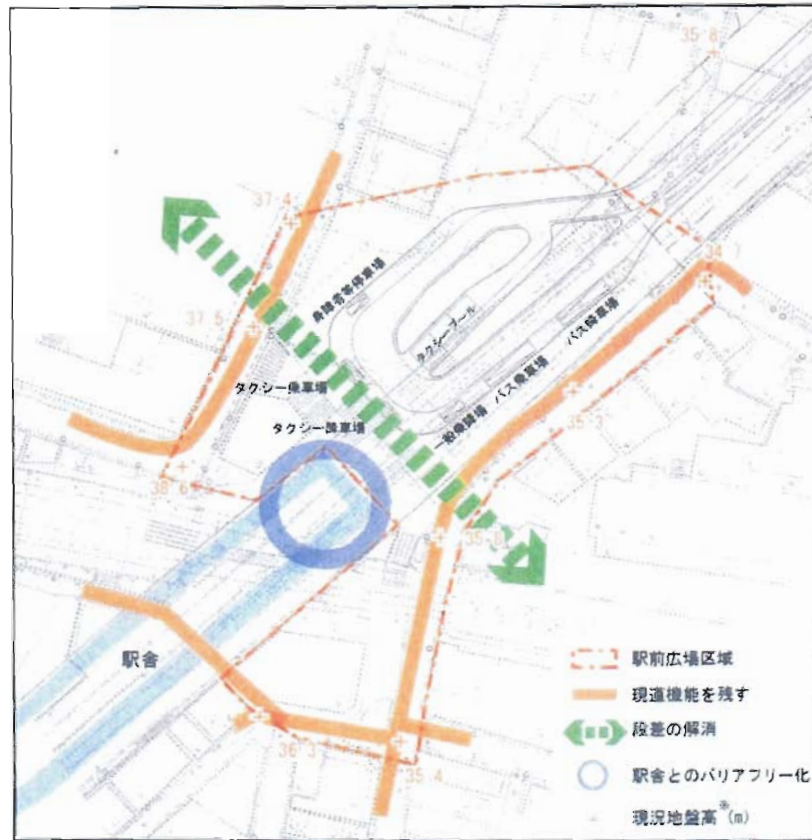 35.8
37.4
34.
37.5
身障者等停車場
タクシープール
バス降車場
バス乗車場
一般乗降場
タクシー乗車場
タクシー降車場
35.3
38.6
35.8
駅舎
36.3
35.4
駅前広場区域
現道機能を残す
段差の解消
駅舎とのバリアフリー化
現況地盤高※(m)